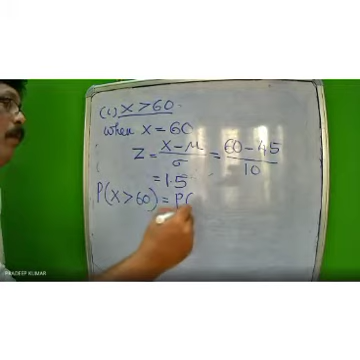 (i) X > 60.
when X = 60
Z = X - μ / σ = 60 - 45 / 10
= 1.5
P(X > 60) = P(
PRADEEP KUMAR